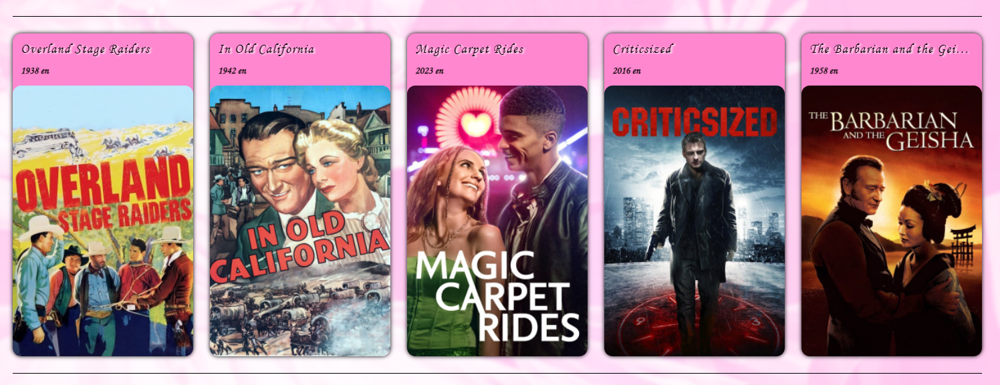 Overland Stage Raiders
1938 en
OVERLAND
STAGE RAIDERS
In Old California
1942 en
IN OLD
CALIFORNIA
Magic Carpet Rides
2023 en
MAGIC
CARPET
RIDES
Criticsized
2016 en
CRITICSIZED
9
3
The Barbarian and the Gei...
1958 en
THE BARBARIAN
AND THE GEISHA